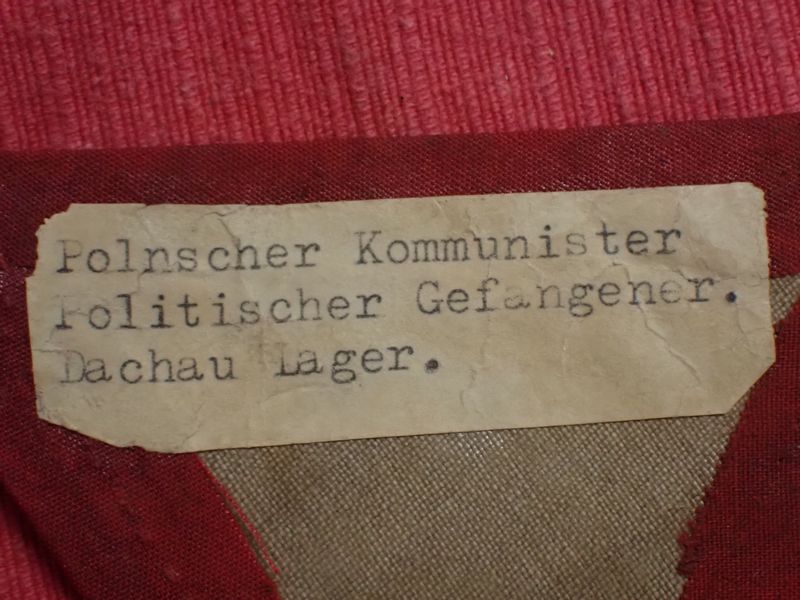 Polnscher Kommunister
Politischer Gefangener.
Dachau Lager.